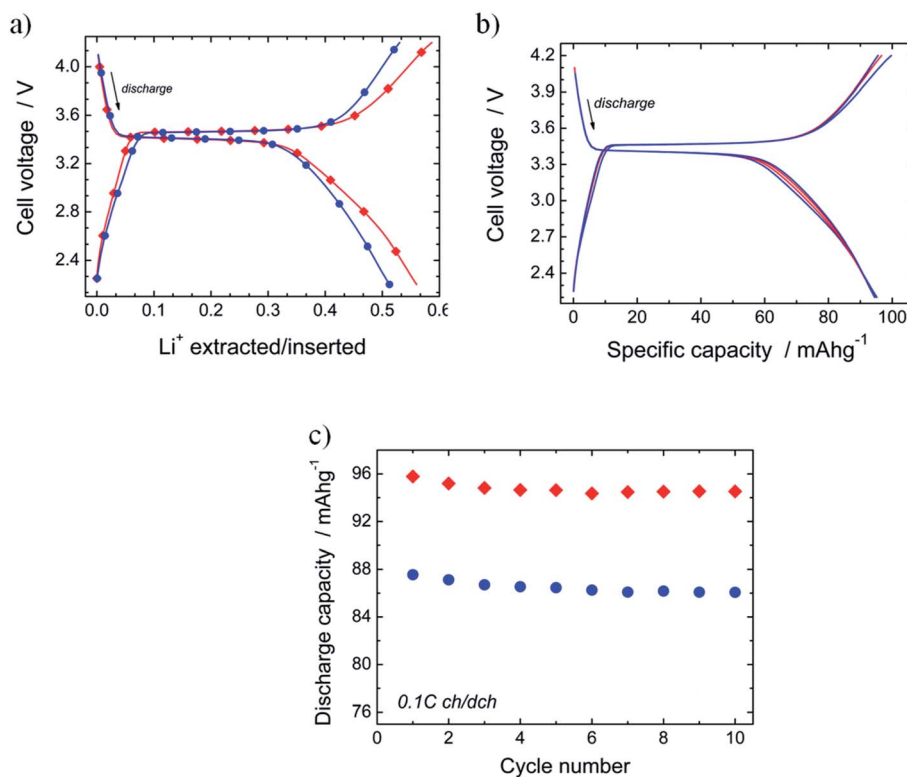 a)
4.0
3.6
3.2
2.8
2.4
Cell voltage / V
discharge
0.0 0.1 0.2 0.3 0.4 0.5 0.6
Li⁺ extracted/inserted
b)
4.2
3.9
3.6
3.3
3.0
2.7
2.4
Cell voltage / V
discharge
0 20 40 60 80 100
Specific capacity / mAhg⁻¹
c)
96
92
88
84
80
76
Discharge capacity / mAhg⁻¹
0.1C ch/dch
0 2 4 6 8 10
Cycle number